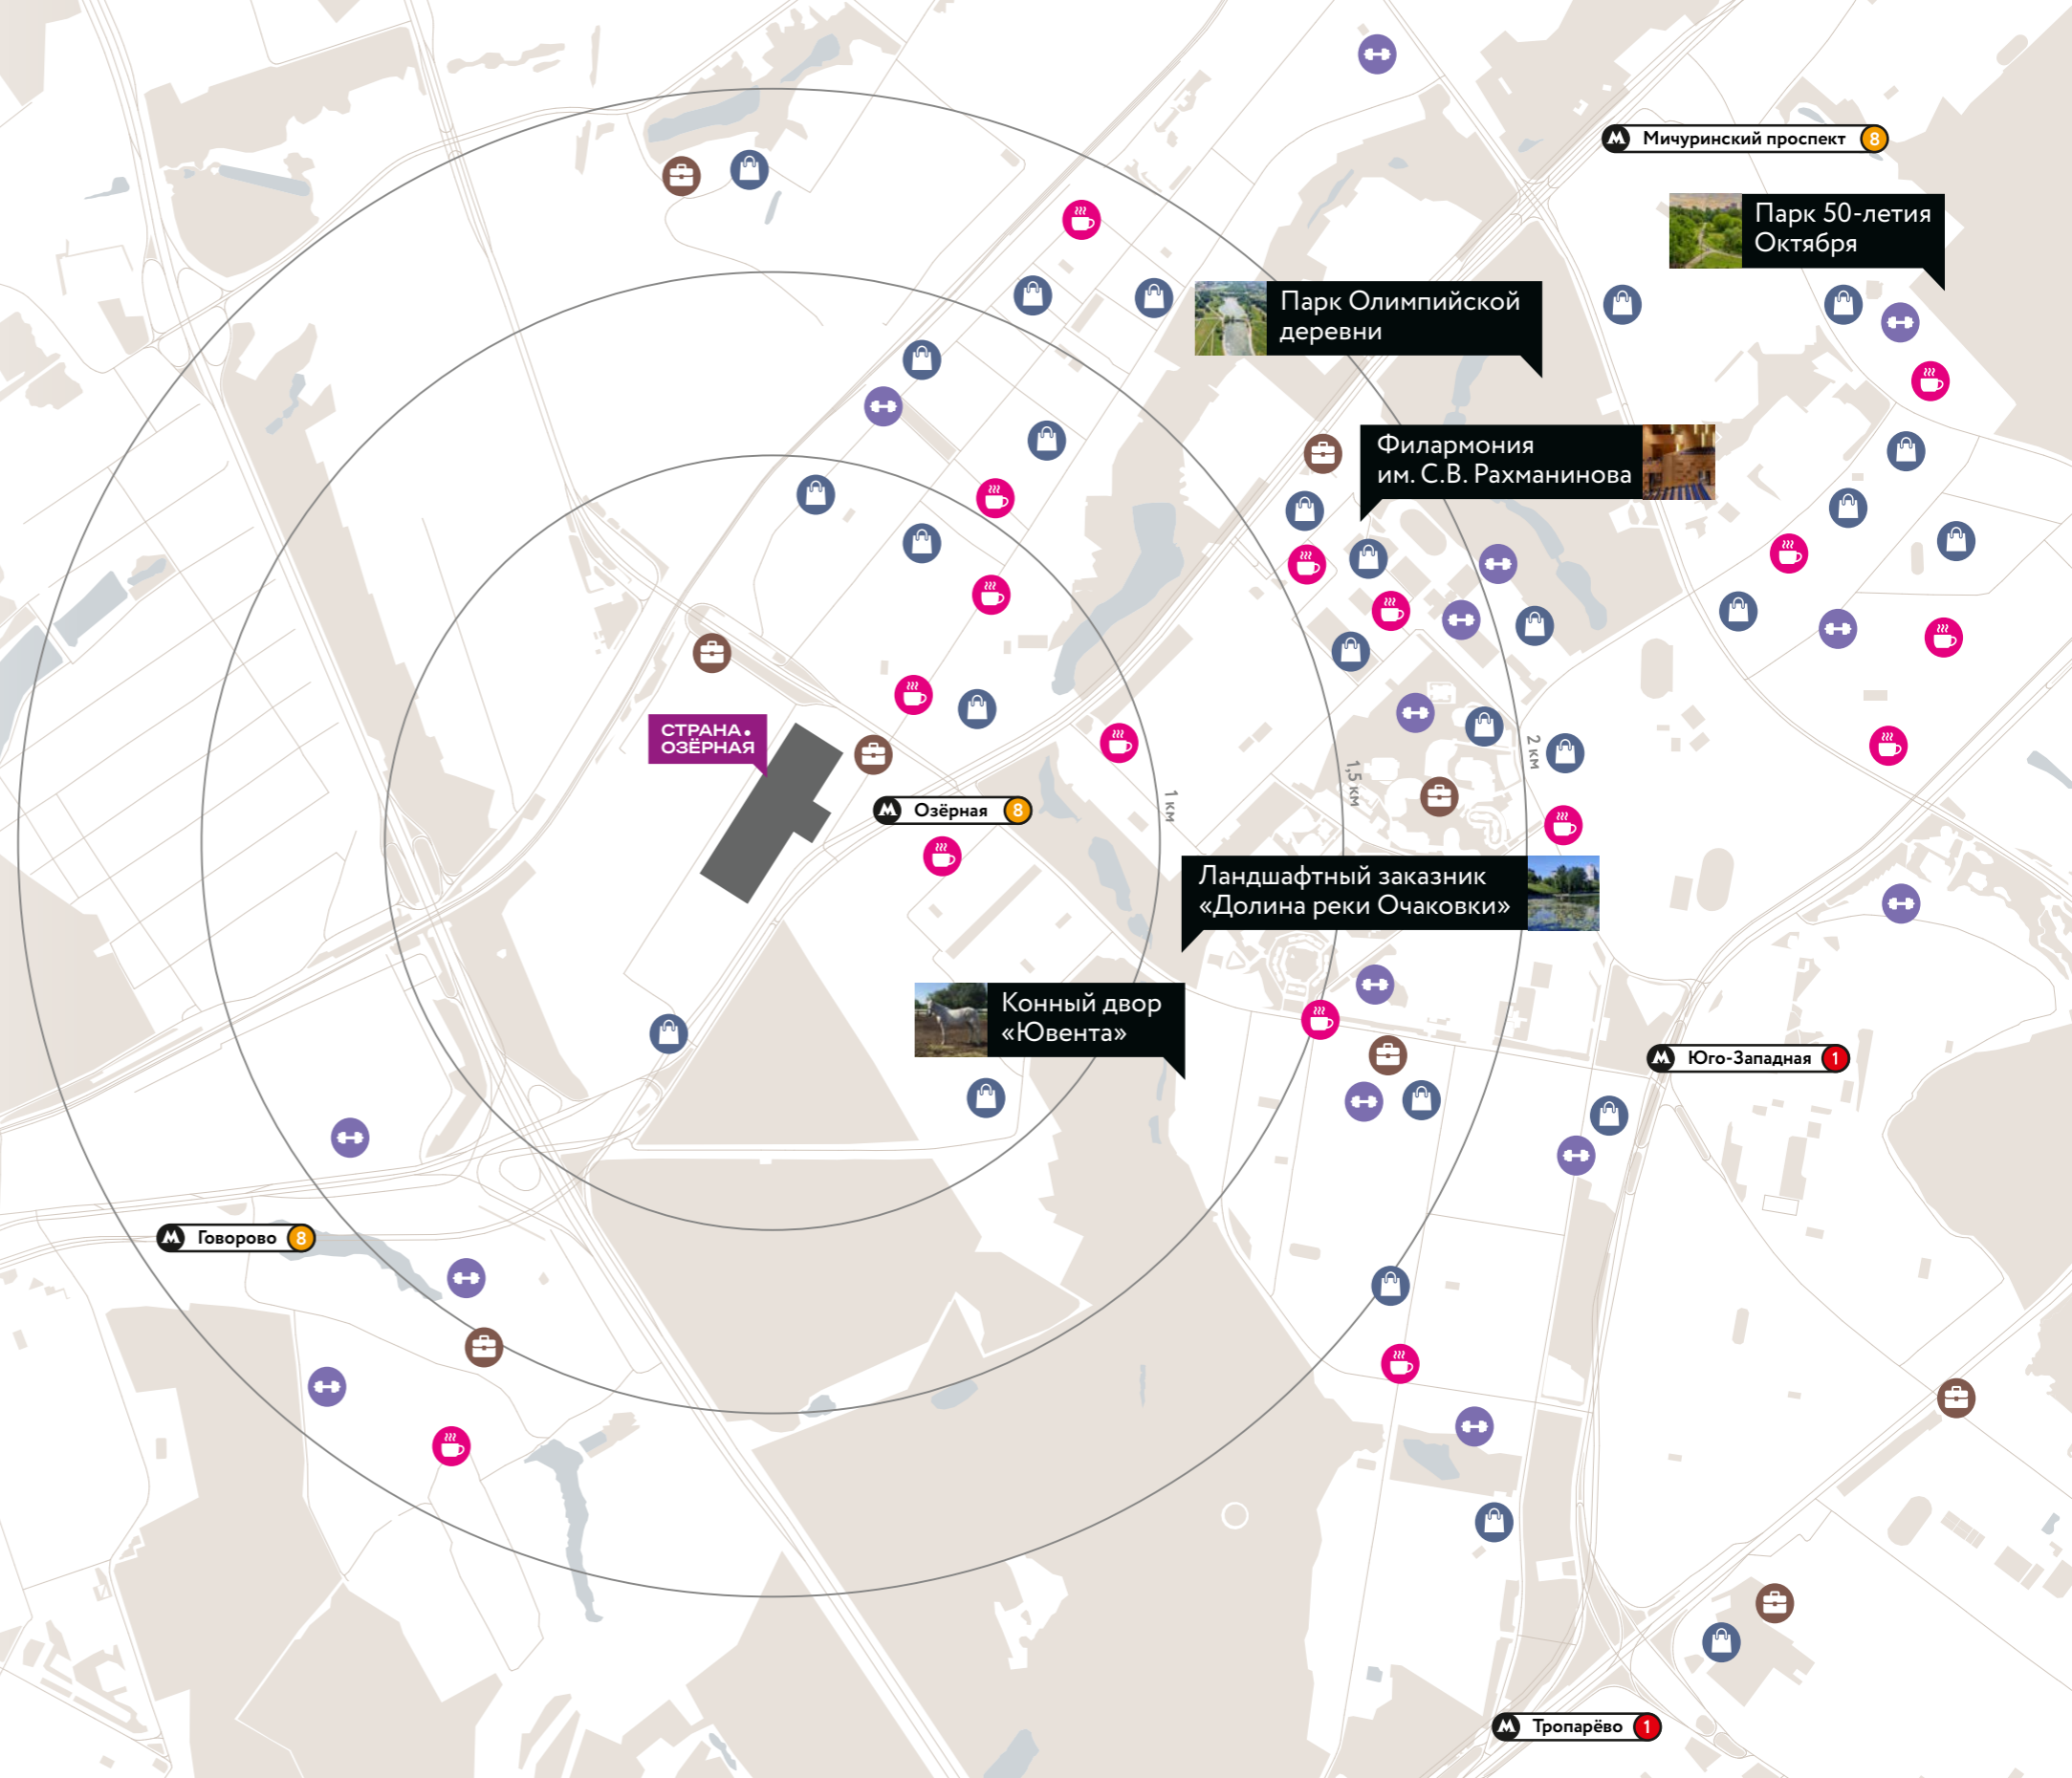 Мичуринский проспект 8
Парк 50-летия
Октября
Парк Олимпийской
деревни
Филармония
им. С.В. Рахманинова
СТРАНА.
ОЗЁРНАЯ
2 км
1,5 км
1 км
Озёрная 8
Ландшафтный заказник
«Долина реки Очаковки»
Конный двор
«Ювента»
Юго-Западная 1
Говорово 8
Тропарёво 1